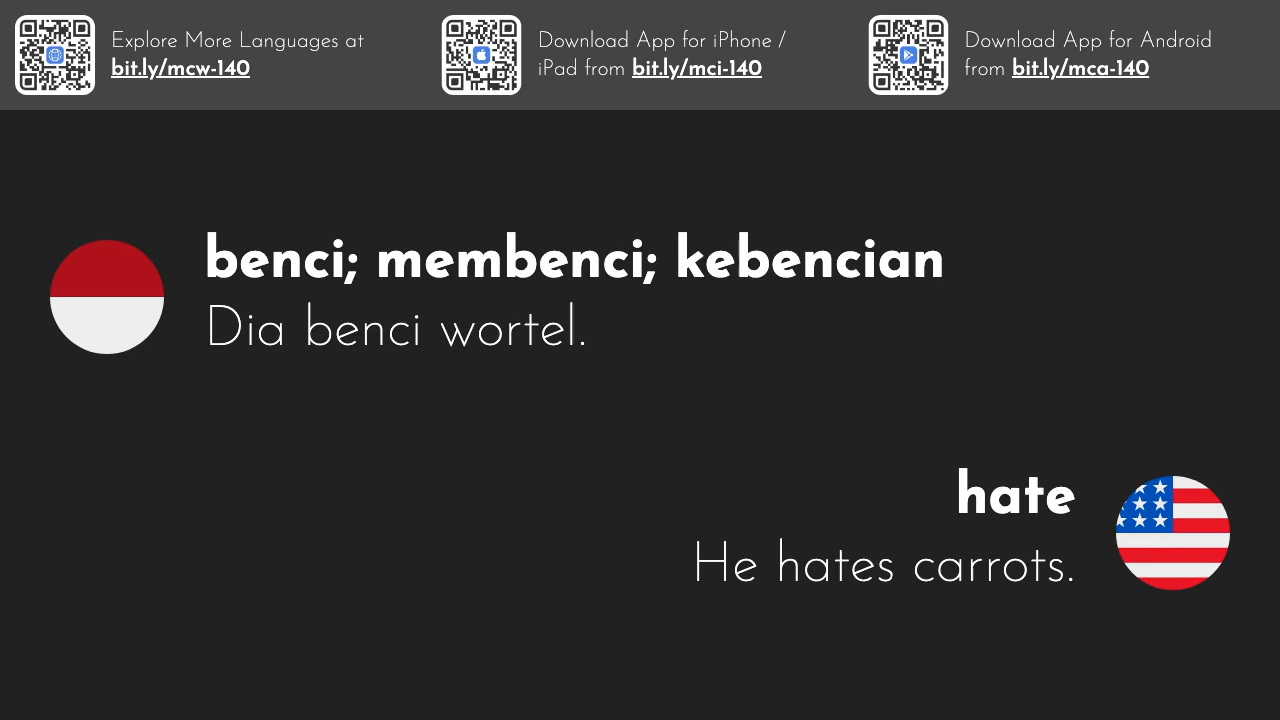 Explore More Languages at
bit.ly/mcw-140
Download App for iPhone /
iPad from bit.ly/mci-140
Download App for Android
from bit.ly/mca-140
benci; membenci; kebencian
Dia benci wortel.
hate
He hates carrots.